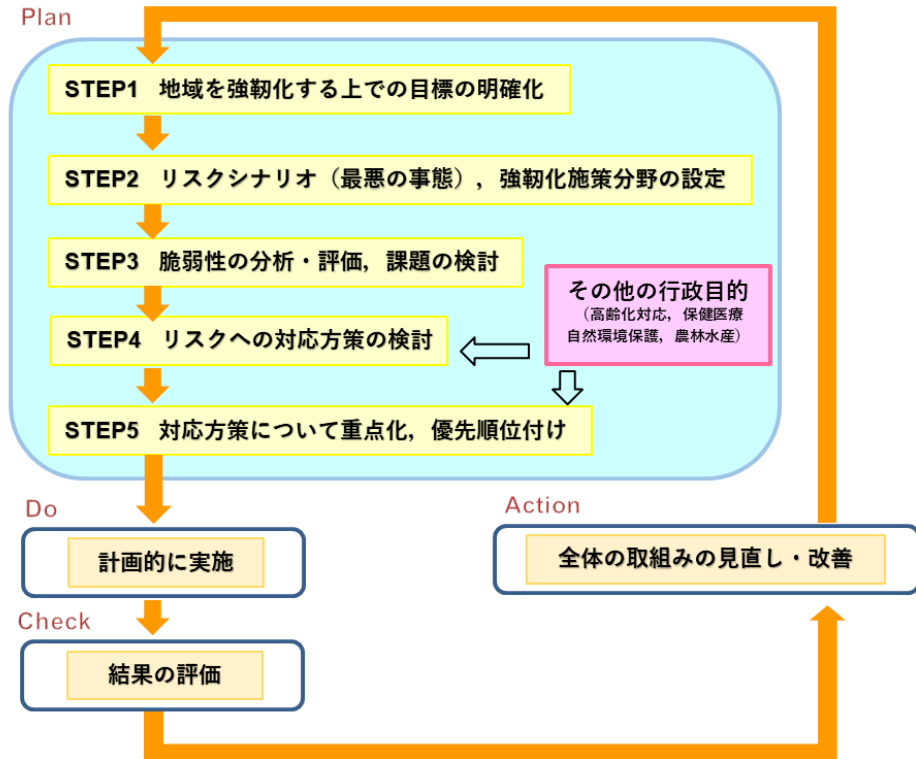 Plan
STEP1 地域を強靭化する上での目標の明確化
STEP2 リスクシナリオ（最悪の事態），強靭化施策分野の設定
STEP3 脆弱性の分析・評価，課題の検討
その他の行政目的
（高齢化対応，保健医療
自然環境保護，農林水産）
STEP4 リスクへの対応方策の検討
STEP5 対応方策について重点化，優先順位付け
Do
計画的に実施
Check
結果の評価
Action
全体の取組みの見直し・改善